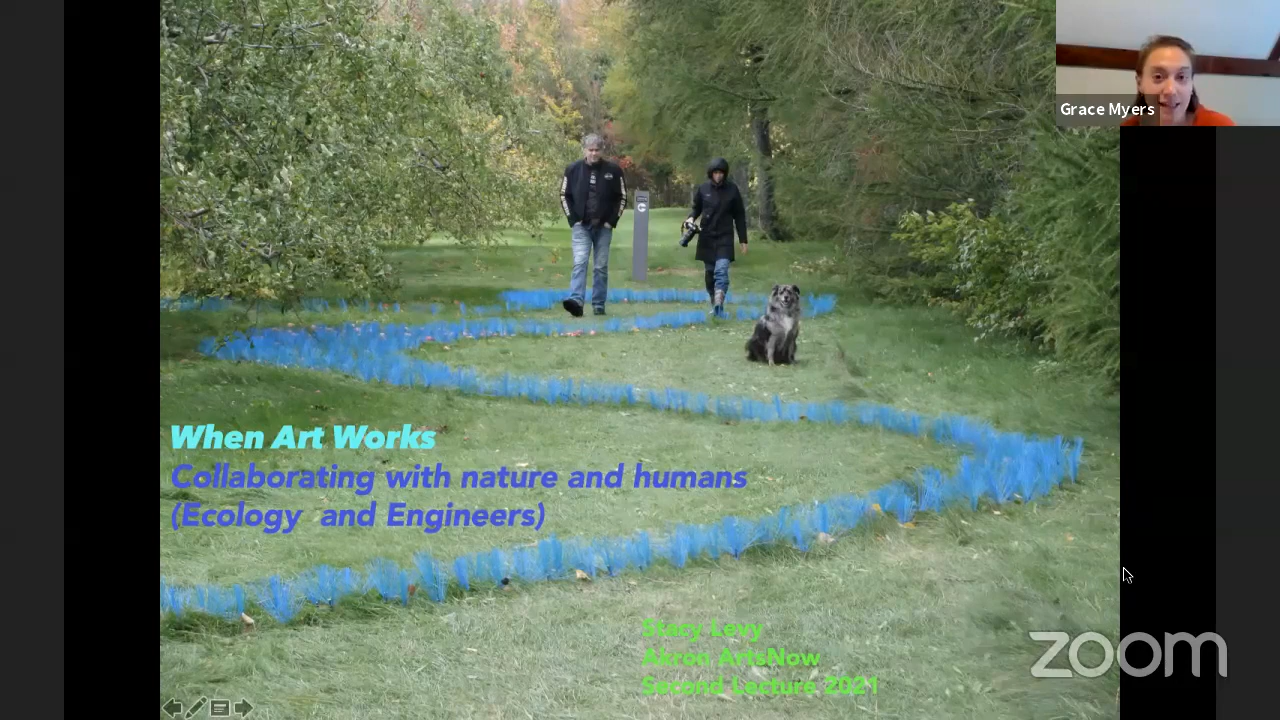 Grace Myers
When Art Works
Collaborating with nature and humans
(Ecology and Engineers)
Stacy Levy
Akron ArtsNow
Second Lecture 2021
zoom